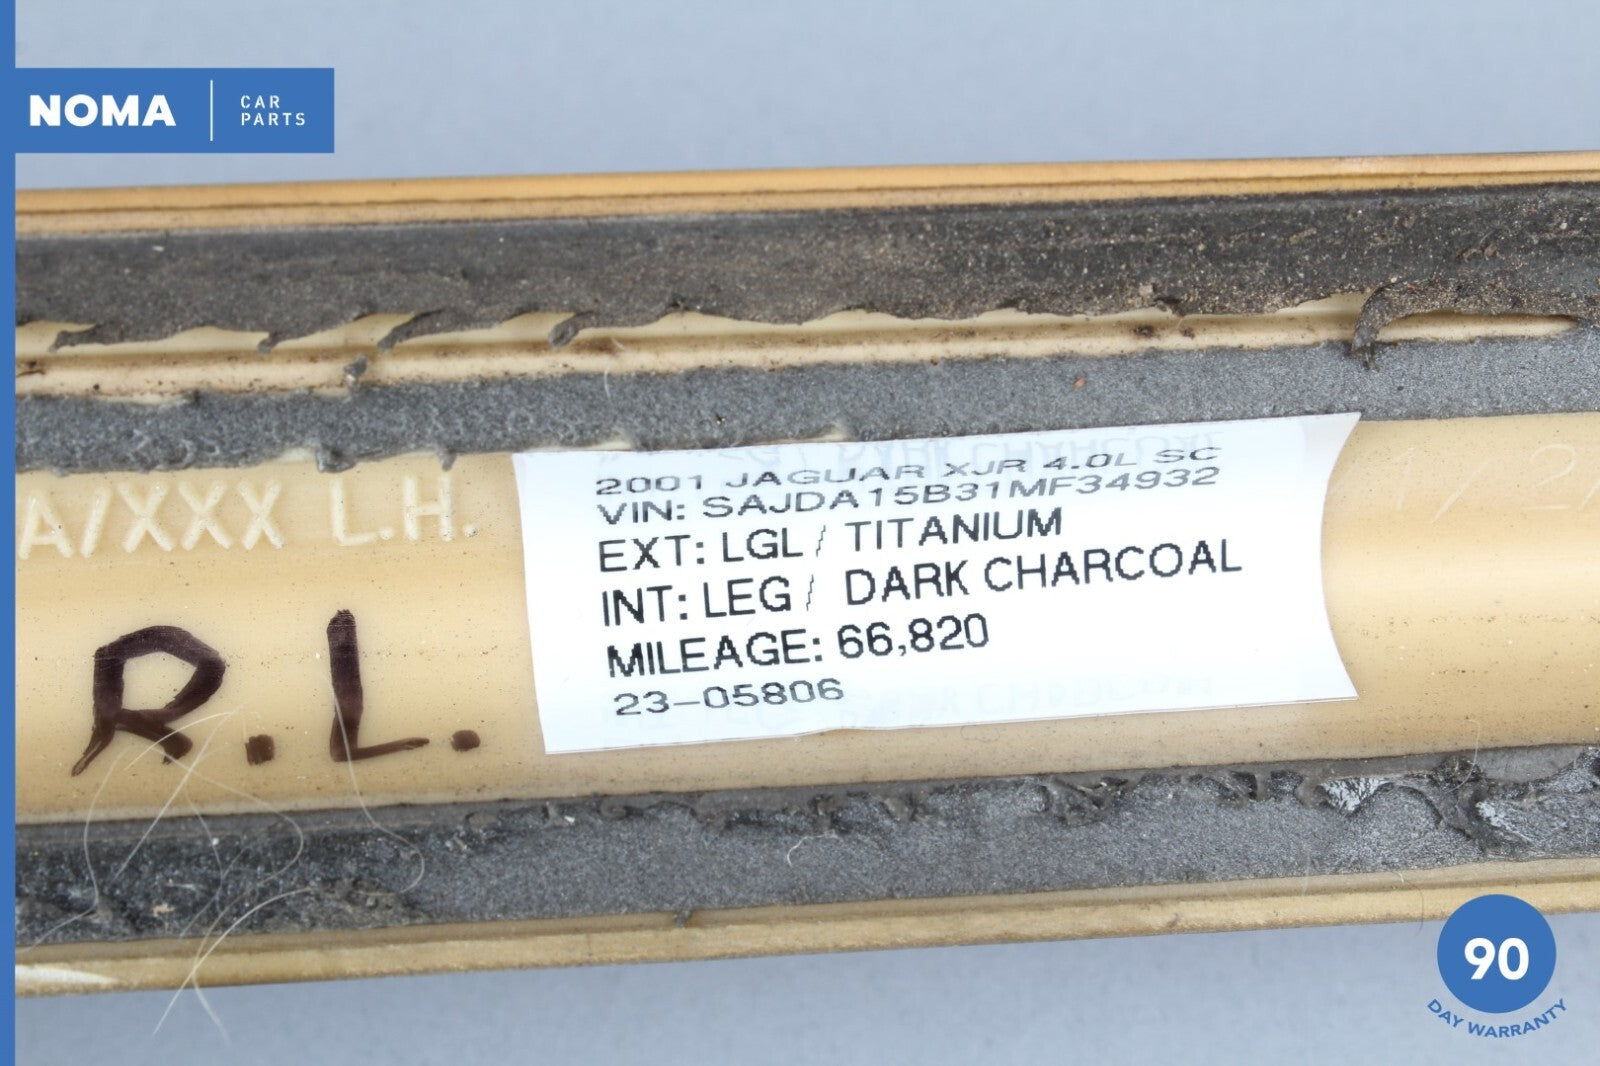 NOMA
CAR
PARTS
A/XXX L.H.
2001 JAGUAR XJR 4.0L SC
VIN: SAJDA15B31MF34932
EXT: LGL / TITANIUM
INT: LEG / DARK CHARCOAL
MILEAGE: 66,820
23-05806
R.L.
90
DAY WARRANTY